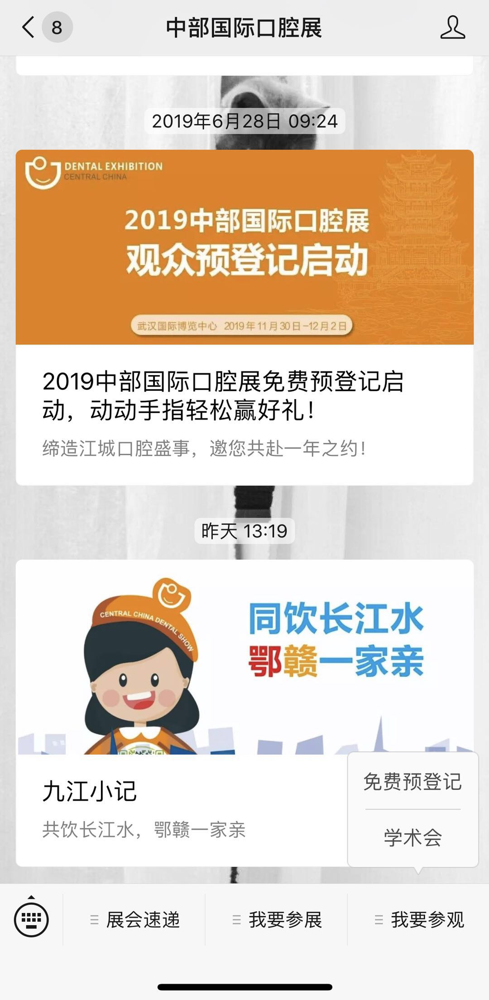 8
中部国际口腔展
2019年6月28日 09:24
DENTAL EXHIBITION
CENTRAL CHINA
2019中部国际口腔展
观众预登记启动
武汉国际博览中心 2019年11月30日-12月2日
2019中部国际口腔展免费预登记启
动，动动手指轻松赢好礼！
缔造江城口腔盛事，邀您共赴一年之约！
昨天 13:19
CENTRAL CHINA DENTAL SHOW
同饮长江水
鄂赣一家亲
九江小记
共饮长江水，鄂赣一家亲
免费预登记
学术会
展会速递
我要参展
我要参观